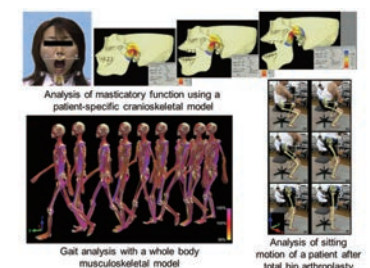 Analysis of masticatory function using a
patient-specific cranioskeletal model
Gait analysis with a whole body
musculoskeletal model
Analysis of sitting
motion of a patient after
total hip arthroplasty